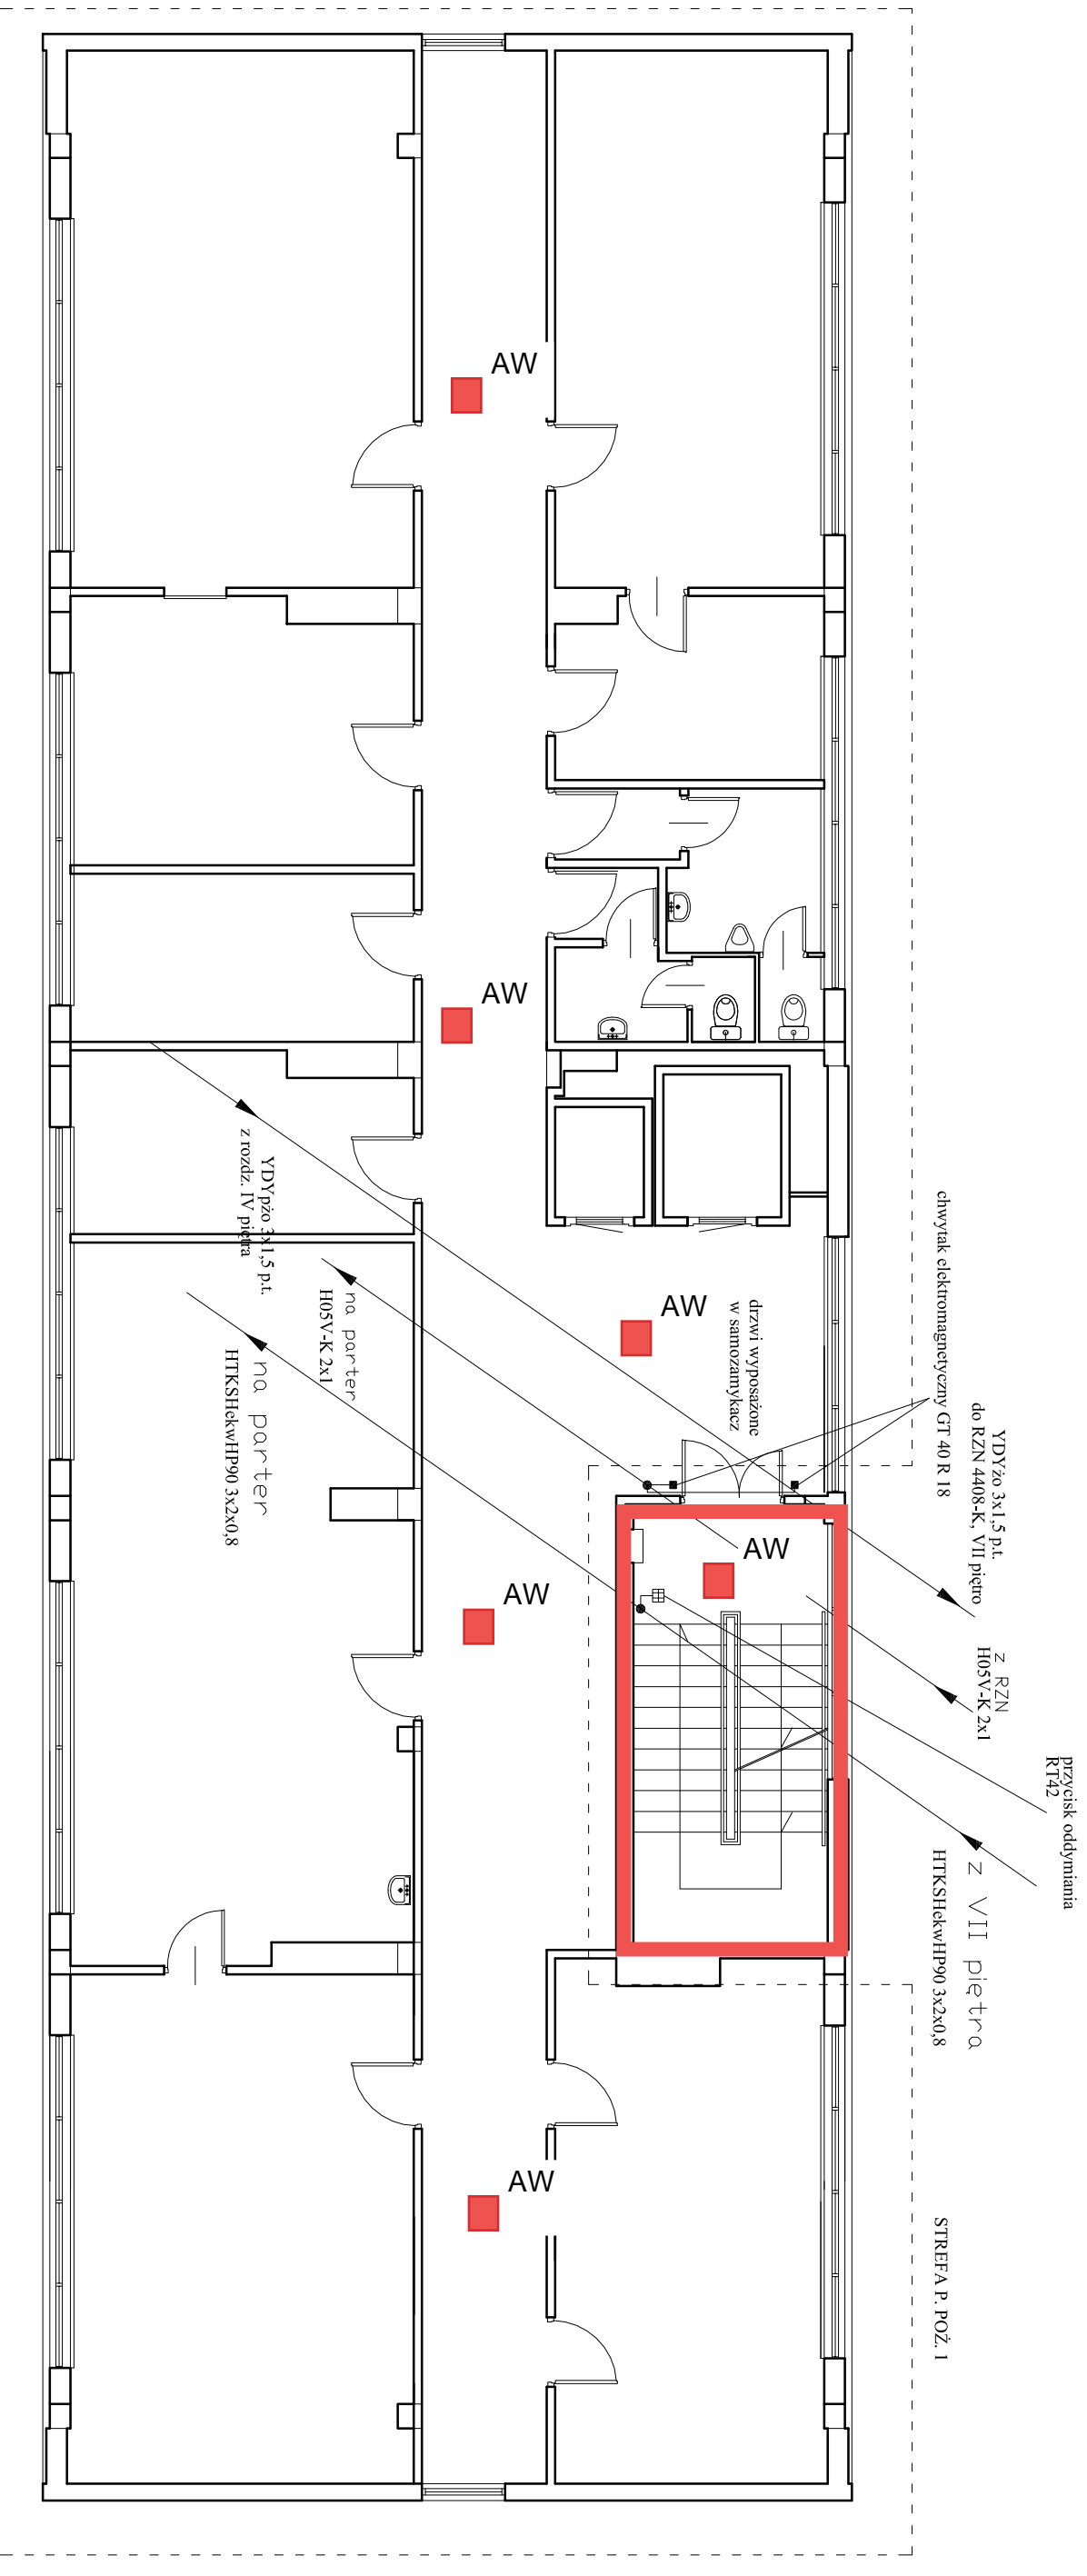 AW
AW
YDYpżo 3x1,5 p.t.
z rozdz. IV piętra
na parter
H05V-K 2x1
na parter
HTKSHekwHP90 3x2x0,8
AW
drzwi wyposażone
w samozamykacz
chwytak elektromagnetyczny GT 40 R 18
YDYżo 3x1,5 p.t.
do RZN 4408-K, VII piętro
AW
AW
z RZN
H05V-K 2x1
przycisk oddymiania
RT42
z VII piętra
HTKSHekwHP90 3x2x0,8
AW
STREFA P. POŻ. 1